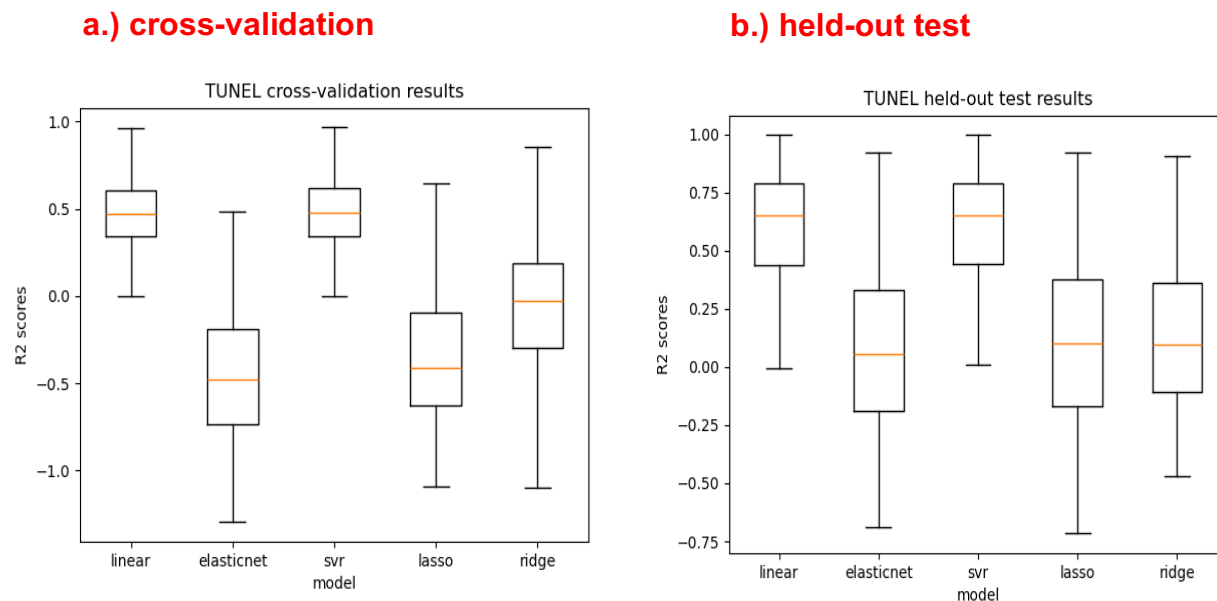 a.) cross-validation
TUNEL cross-validation results
1.0
0.5
0.0
−0.5
−1.0
R2 scores
linear elasticnet svr lasso ridge
model
b.) held-out test
TUNEL held-out test results
1.00
0.75
0.50
0.25
0.00
−0.25
−0.50
−0.75
R2 scores
linear elasticnet svr lasso ridge
model